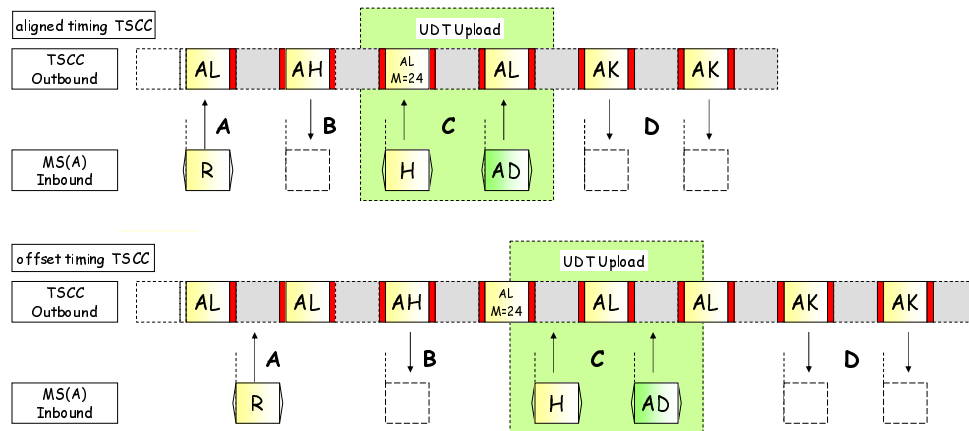 aligned timing TSCC
UDT Upload
TSCC
Outbound
AL
AH
AL
M=24
AL
AK
AK
A
B
C
D
MS(A)
Inbound
R
H
AD
offset timing TSCC
UDT Upload
TSCC
Outbound
AL
AL
AH
AL
M=24
AL
AL
AK
AK
A
B
C
D
MS(A)
Inbound
R
H
AD